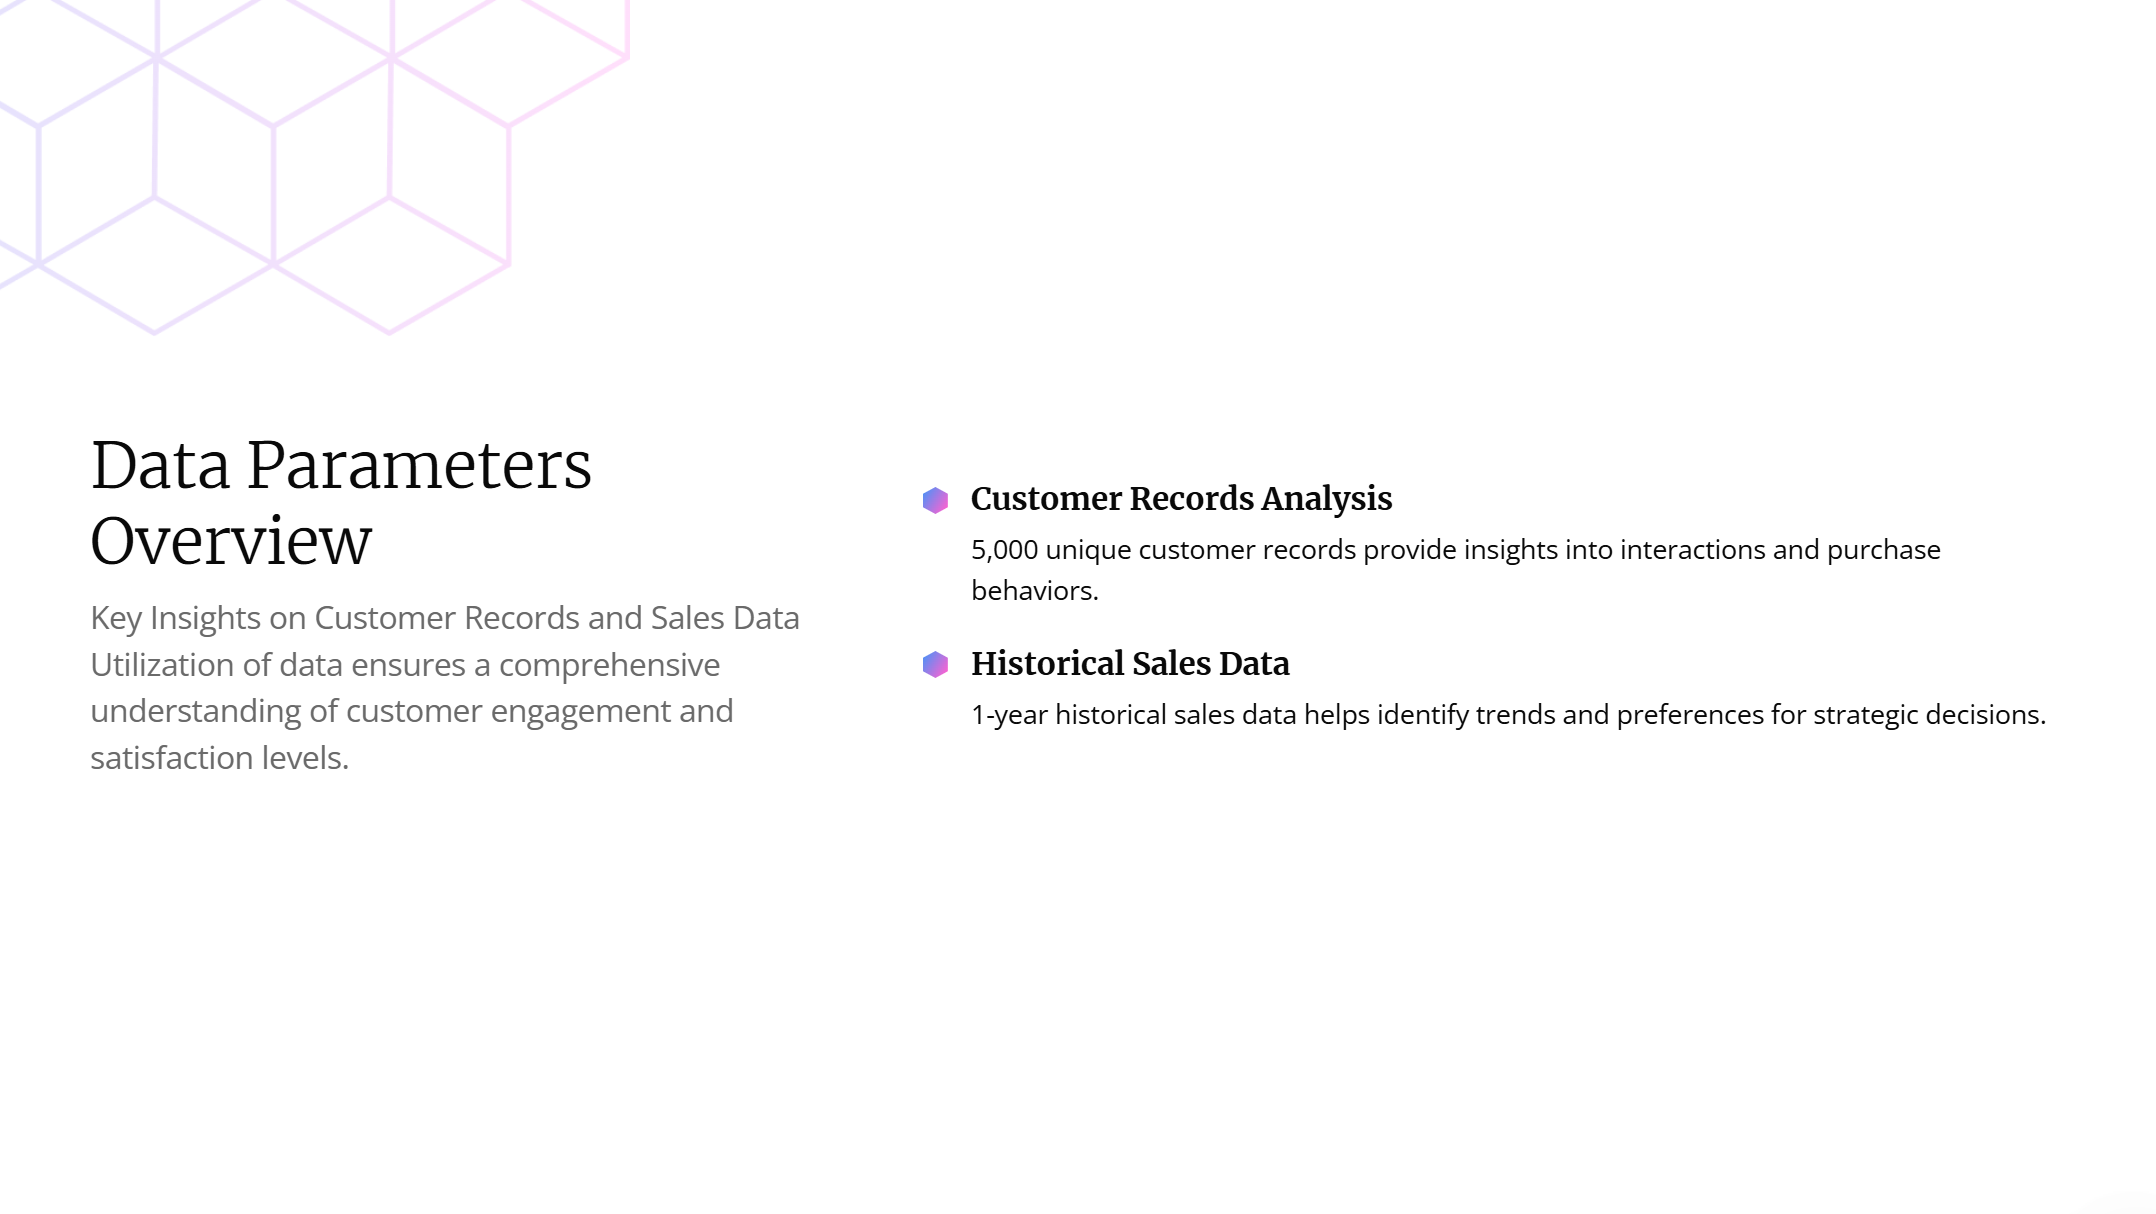 Data Parameters
Overview
Key Insights on Customer Records and Sales Data
Utilization of data ensures a comprehensive
understanding of customer engagement and
satisfaction levels.
Customer Records Analysis
5,000 unique customer records provide insights into interactions and purchase
behaviors.
Historical Sales Data
1-year historical sales data helps identify trends and preferences for strategic decisions.